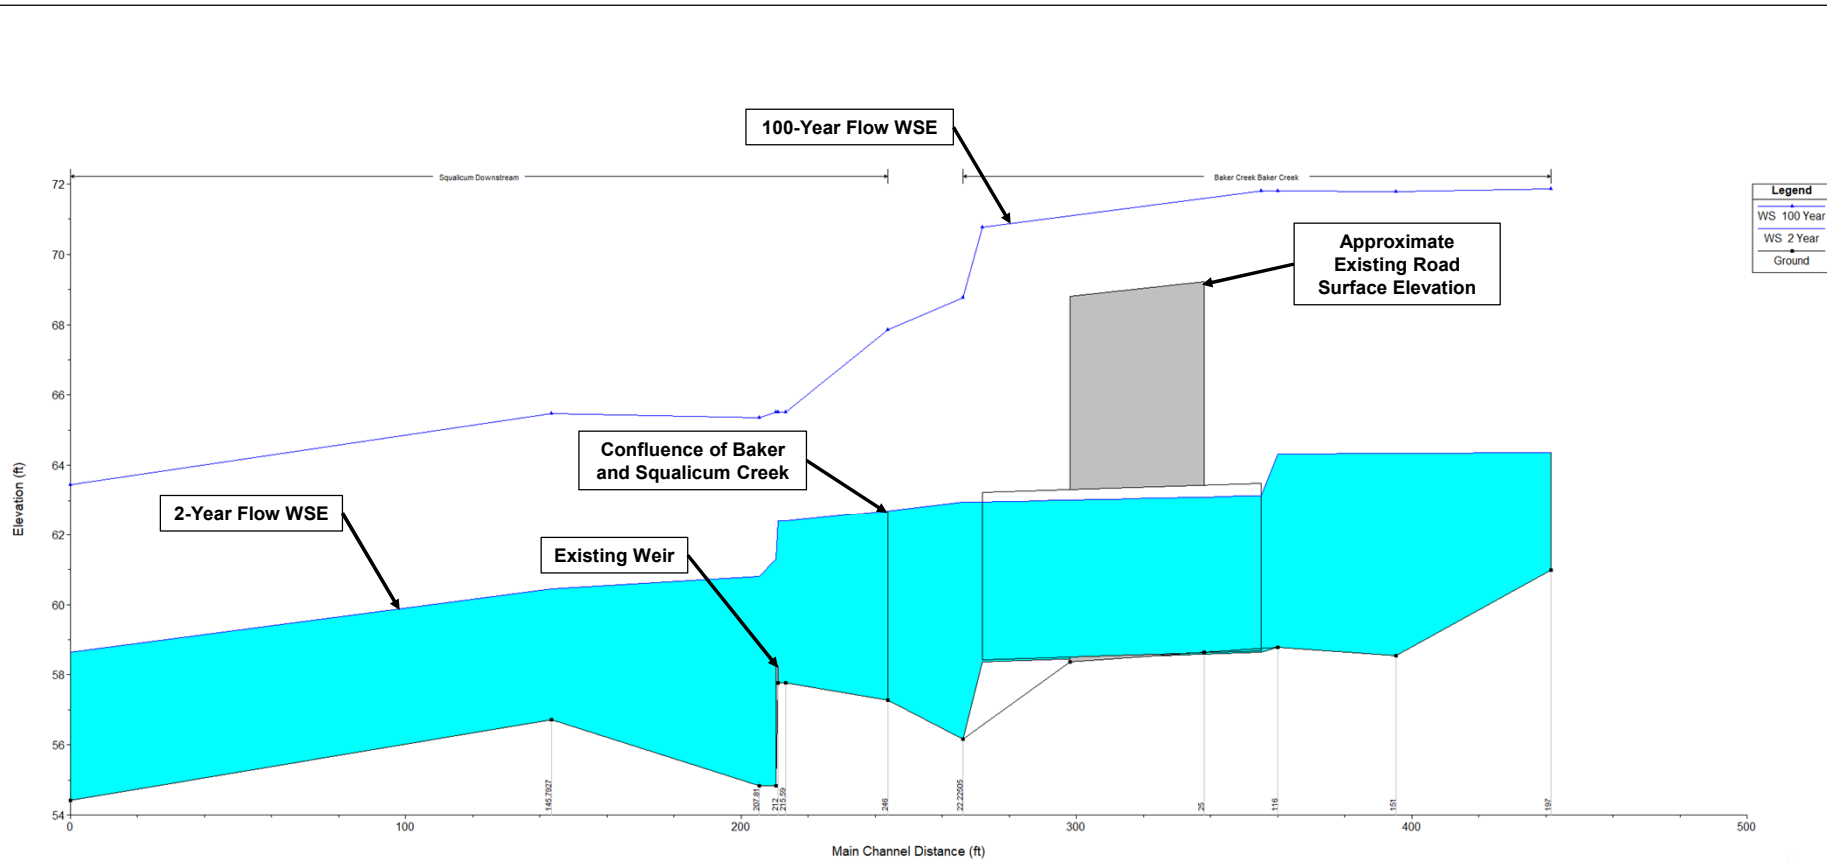 100-Year Flow WSE
Squalicum Downstream
Baker Creek Baker Creek
Legend
WS 100 Year
WS 2 Year
Ground
Approximate
Existing Road
Surface Elevation
Confluence of Baker
and Squalicum Creek
2-Year Flow WSE
Existing Weir
72
70
68
66
64
62
60
58
56
54
Elevation (ft)
145.7927
207.81
212
215.59
246
22.22505
25
116
151
197
0
100
200
300
400
500
Main Channel Distance (ft)